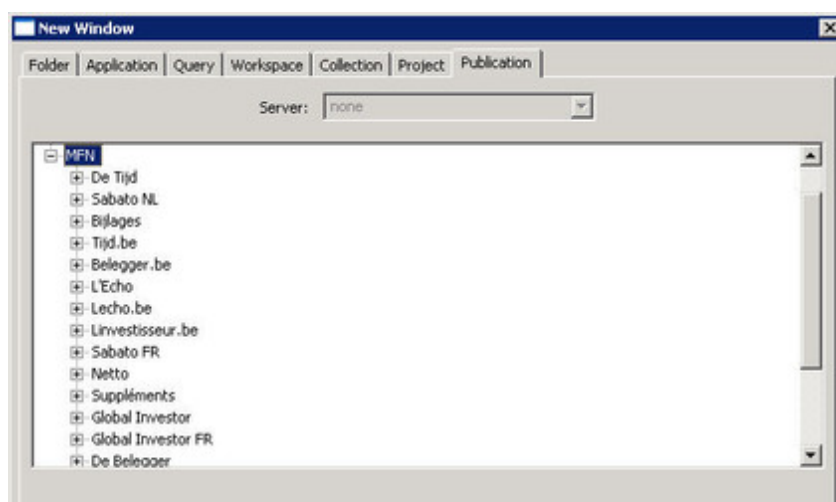 New Window
Folder Application Query Workspace Collection Project Publication
Server: none
MFN
De Tijd
Sabato NL
Bijlages
Tijd.be
Belegger.be
L'Echo
Lecho.be
Linvestisseur.be
Sabato FR
Netto
Suppléments
Global Investor
Global Investor FR
De Belegger